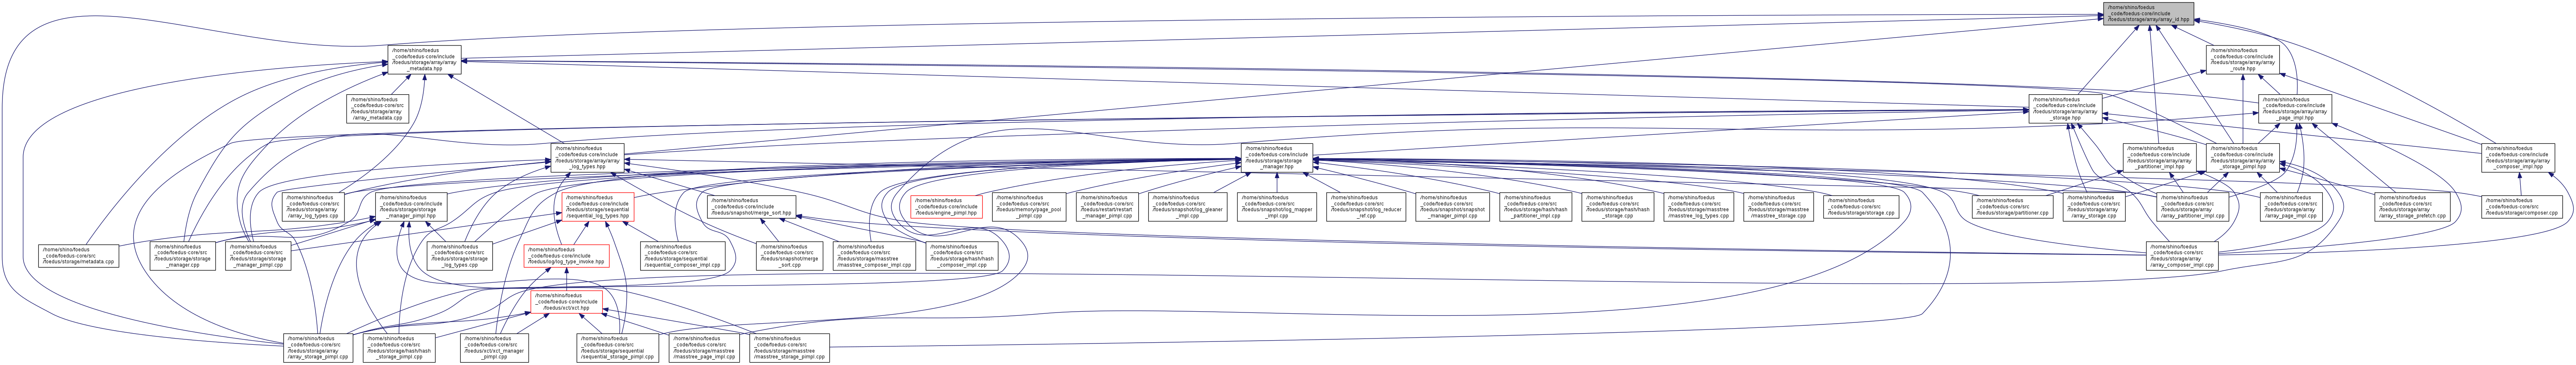 /home/shino/foedus
_code/foedus-core/include
/foedus/storage/array/array_id.hpp
/home/shino/foedus
_code/foedus-core/include
/foedus/storage/array/array
_metadata.hpp
/home/shino/foedus
_code/foedus-core/include
/foedus/storage/array/array
_route.hpp
/home/shino/foedus
_code/foedus-core/src
/foedus/storage/array
/array_metadata.cpp
/home/shino/foedus
_code/foedus-core/include
/foedus/storage/array/array
_storage.hpp
/home/shino/foedus
_code/foedus-core/include
/foedus/storage/array/array
_page_impl.hpp
/home/shino/foedus
_code/foedus-core/include
/foedus/storage/array/array
_log_types.hpp
/home/shino/foedus
_code/foedus-core/include
/foedus/storage/storage
_manager.hpp
/home/shino/foedus
_code/foedus-core/include
/foedus/storage/array/array
_partitioner_impl.hpp
/home/shino/foedus
_code/foedus-core/include
/foedus/storage/array/array
_storage_pimpl.hpp
/home/shino/foedus
_code/foedus-core/include
/foedus/storage/array/array
_composer_impl.hpp
/home/shino/foedus
_code/foedus-core/src
/foedus/storage/array
/array_log_types.cpp
/home/shino/foedus
_code/foedus-core/include
/foedus/storage/storage
_manager_pimpl.hpp
/home/shino/foedus
_code/foedus-core/include
/foedus/storage/sequential
/sequential_log_types.hpp
/home/shino/foedus
_code/foedus-core/include
/foedus/snapshot/merge_sort.hpp
/home/shino/foedus
_code/foedus-core/include
/foedus/engine_pimpl.hpp
/home/shino/foedus
_code/foedus-core/src
/foedus/memory/page_pool
_pimpl.cpp
/home/shino/foedus
_code/foedus-core/src
/foedus/restart/restart
_manager_pimpl.cpp
/home/shino/foedus
_code/foedus-core/src
/foedus/snapshot/log_gleaner
_impl.cpp
/home/shino/foedus
_code/foedus-core/src
/foedus/snapshot/log_mapper
_impl.cpp
/home/shino/foedus
_code/foedus-core/src
/foedus/snapshot/log_reducer
_ref.cpp
/home/shino/foedus
_code/foedus-core/src
/foedus/snapshot/snapshot
_manager_pimpl.cpp
/home/shino/foedus
_code/foedus-core/src
/foedus/storage/hash/hash
_partitioner_impl.cpp
/home/shino/foedus
_code/foedus-core/src
/foedus/storage/hash/hash
_storage.cpp
/home/shino/foedus
_code/foedus-core/src
/foedus/storage/masstree
/masstree_log_types.cpp
/home/shino/foedus
_code/foedus-core/src
/foedus/storage/masstree
/masstree_storage.cpp
/home/shino/foedus
_code/foedus-core/src
/foedus/storage/storage.cpp
/home/shino/foedus
_code/foedus-core/src
/foedus/storage/partitioner.cpp
/home/shino/foedus
_code/foedus-core/src
/foedus/storage/array
/array_storage.cpp
/home/shino/foedus
_code/foedus-core/src
/foedus/storage/array
/array_partitioner_impl.cpp
/home/shino/foedus
_code/foedus-core/src
/foedus/storage/array
/array_page_impl.cpp
/home/shino/foedus
_code/foedus-core/src
/foedus/storage/array
/array_storage_prefetch.cpp
/home/shino/foedus
_code/foedus-core/src
/foedus/storage/composer.cpp
/home/shino/foedus
_code/foedus-core/src
/foedus/storage/metadata.cpp
/home/shino/foedus
_code/foedus-core/src
/foedus/storage/storage
_manager.cpp
/home/shino/foedus
_code/foedus-core/src
/foedus/storage/storage
_manager_pimpl.cpp
/home/shino/foedus
_code/foedus-core/src
/foedus/storage/storage
_log_types.cpp
/home/shino/foedus
_code/foedus-core/include
/foedus/log/log_type_invoke.hpp
/home/shino/foedus
_code/foedus-core/src
/foedus/storage/sequential
/sequential_composer_impl.cpp
/home/shino/foedus
_code/foedus-core/src
/foedus/snapshot/merge
_sort.cpp
/home/shino/foedus
_code/foedus-core/src
/foedus/storage/masstree
/masstree_composer_impl.cpp
/home/shino/foedus
_code/foedus-core/src
/foedus/storage/hash/hash
_composer_impl.cpp
/home/shino/foedus
_code/foedus-core/src
/foedus/storage/array
/array_composer_impl.cpp
/home/shino/foedus
_code/foedus-core/include
/foedus/xct/xct.hpp
/home/shino/foedus
_code/foedus-core/src
/foedus/storage/array
/array_storage_pimpl.cpp
/home/shino/foedus
_code/foedus-core/src
/foedus/storage/hash/hash
_storage_pimpl.cpp
/home/shino/foedus
_code/foedus-core/src
/foedus/xct/xct_manager
_pimpl.cpp
/home/shino/foedus
_code/foedus-core/src
/foedus/storage/sequential
/sequential_storage_pimpl.cpp
/home/shino/foedus
_code/foedus-core/src
/foedus/storage/masstree
/masstree_page_impl.cpp
/home/shino/foedus
_code/foedus-core/src
/foedus/storage/masstree
/masstree_storage_pimpl.cpp